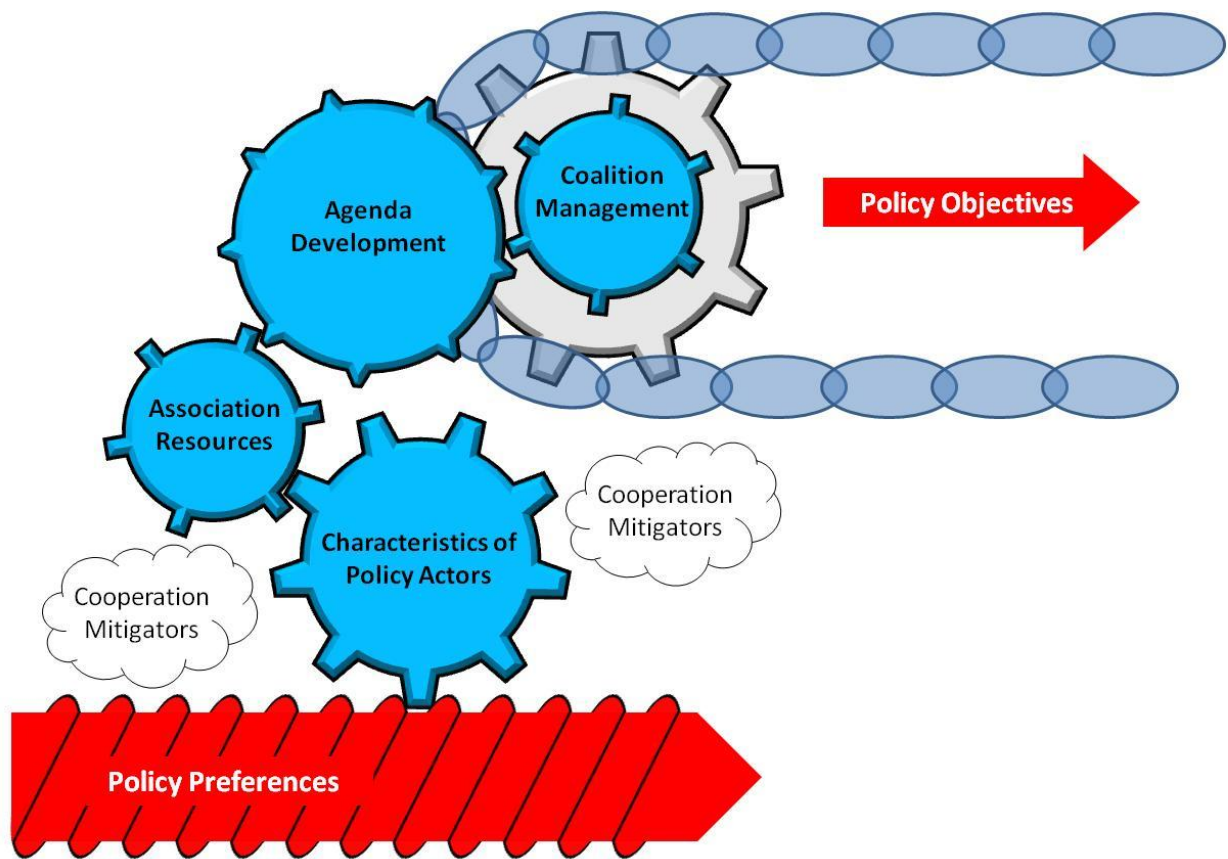 Agenda
Development
Coalition
Management
Policy Objectives
Association
Resources
Characteristics of
Policy Actors
Cooperation
Mitigators
Cooperation
Mitigators
Policy Preferences